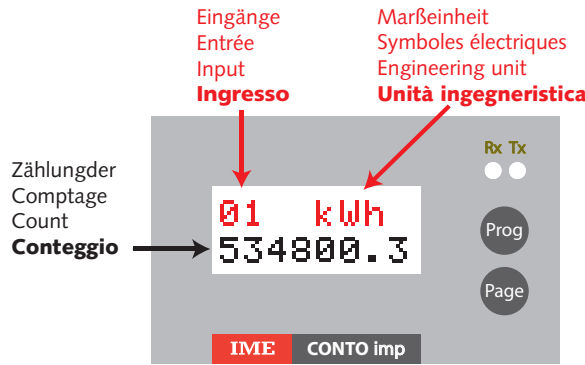 Eingänge
Entrée
Input
Ingresso
Marßeinheit
Symboles électriques
Engineering unit
Unità ingegneristica
Zählungder
Comptage
Count
Conteggio
Rx Tx
01 kWh
534800.3
Prog
Page
IME CONTO imp